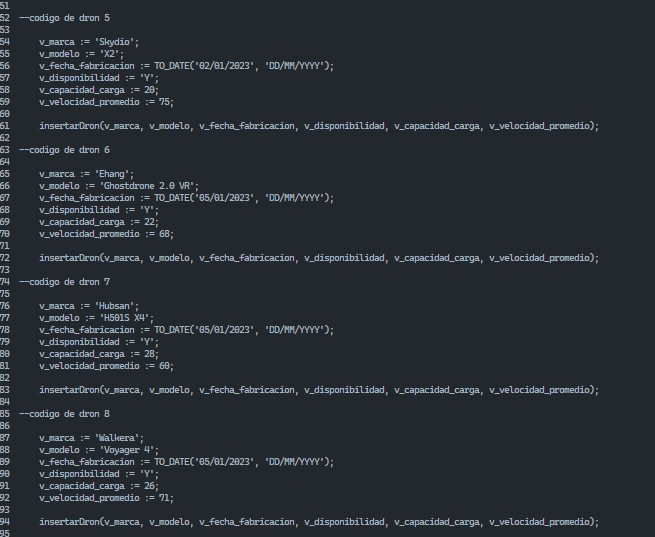 51
52 --codigo de dron 5
53
54 v_marca := 'Skydio';
55 v_modelo := 'X2';
56 v_fecha_fabricacion := TO_DATE('02/01/2023', 'DD/MM/YYYY');
57 v_disponibilidad := 'Y';
58 v_capacidad_carga := 20;
59 v_velocidad_promedio := 75;
60
61 insertarDron(v_marca, v_modelo, v_fecha_fabricacion, v_disponibilidad, v_capacidad_carga, v_velocidad_promedio);
62
63 --codigo de dron 6
64
65 v_marca := 'Ehang';
66 v_modelo := 'Ghostdrone 2.0 VR';
67 v_fecha_fabricacion := TO_DATE('05/01/2023', 'DD/MM/YYYY');
68 v_disponibilidad := 'Y';
69 v_capacidad_carga := 22;
70 v_velocidad_promedio := 68;
71
72 insertarDron(v_marca, v_modelo, v_fecha_fabricacion, v_disponibilidad, v_capacidad_carga, v_velocidad_promedio);
73
74 --codigo de dron 7
75
76 v_marca := 'Hubsan';
77 v_modelo := 'H501S X4';
78 v_fecha_fabricacion := TO_DATE('05/01/2023', 'DD/MM/YYYY');
79 v_disponibilidad := 'Y';
80 v_capacidad_carga := 28;
81 v_velocidad_promedio := 60;
82
83 insertarDron(v_marca, v_modelo, v_fecha_fabricacion, v_disponibilidad, v_capacidad_carga, v_velocidad_promedio);
84
85 --codigo de dron 8
86
87 v_marca := 'Walkera';
88 v_modelo := 'Voyager 4';
89 v_fecha_fabricacion := TO_DATE('05/01/2023', 'DD/MM/YYYY');
90 v_disponibilidad := 'Y';
91 v_capacidad_carga := 26;
92 v_velocidad_promedio := 71;
93
94 insertarDron(v_marca, v_modelo, v_fecha_fabricacion, v_disponibilidad, v_capacidad_carga, v_velocidad_promedio);
95